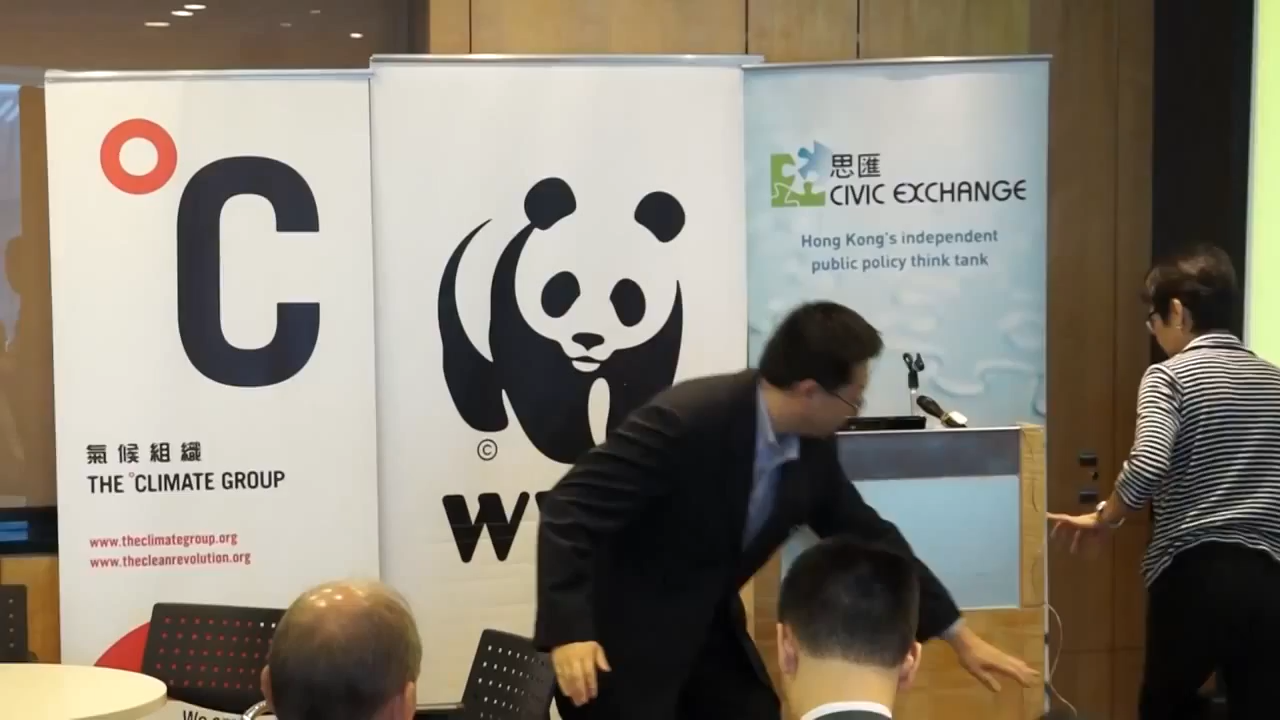 °C
氣候組織
THE °CLIMATE GROUP
www.theclimategroup.org
www.thecleanrevolution.org
©
思匯
CIVIC EXCHANGE
Hong Kong's independent
public policy think tank